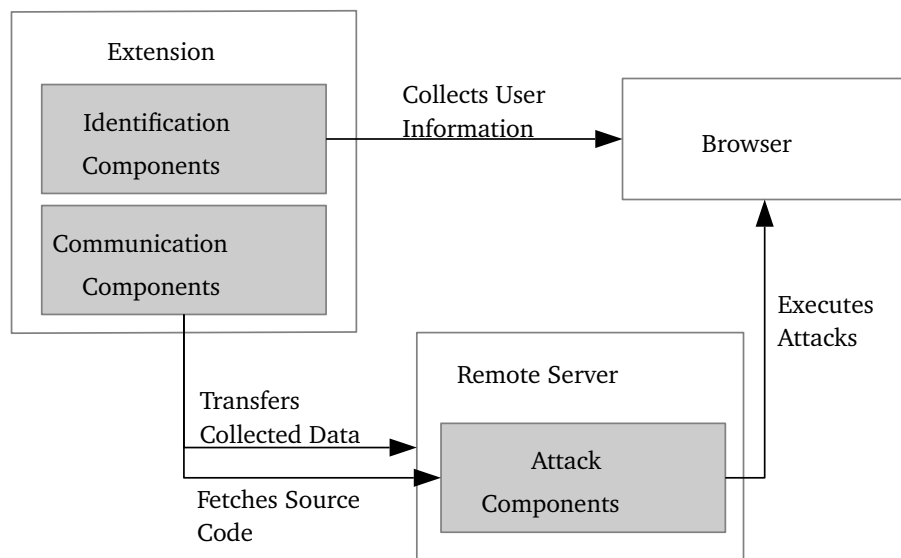 Extension
Identification
Components
Communication
Components
Collects User
Information
Browser
Executes
Attacks
Remote Server
Transfers
Collected Data
Attack
Components
Fetches Source
Code